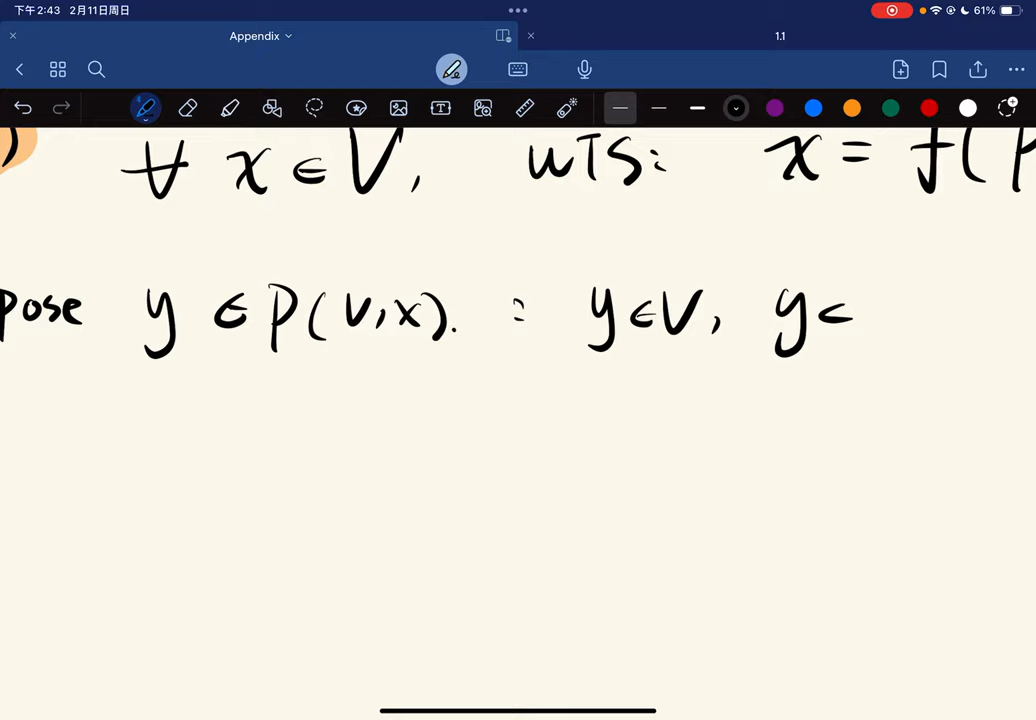 下午2:43 2月11日周日 61%
Appendix 1.1
∀ x ∈ V, WTS: x = f(P
pose y ∈ P(V,x). : y ∈ V, y <